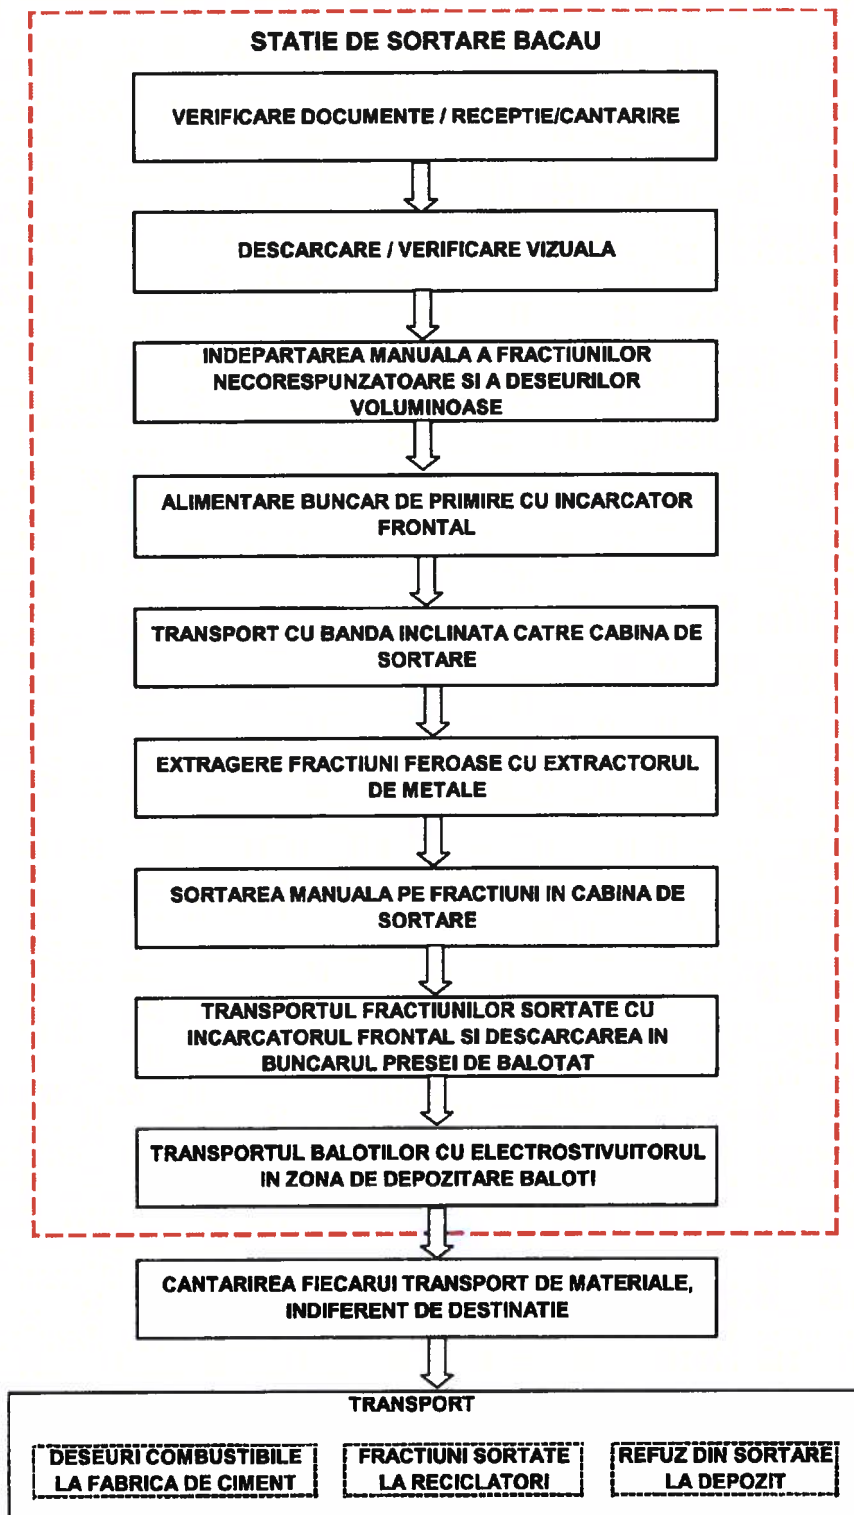 STATIE DE SORTARE BACAU
VERIFICARE DOCUMENTE / RECEPTIE/CANTARIRE
DESCARCARE / VERIFICARE VIZUALA
INDEPARTAREA MANUALA A FRACTIUNILOR
NECORESPUNZATOARE SI A DESEURILOR
VOLUMINOASE
ALIMENTARE BUNCAR DE PRIMIRE CU INCARCATOR
FRONTAL
TRANSPORT CU BANDA INCLINATA CATRE CABINA DE
SORTARE
EXTRAGERE FRACTIUNI FEROASE CU EXTRACTORUL
DE METALE
SORTAREA MANUALA PE FRACTIUNI IN CABINA DE
SORTARE
TRANSPORTUL FRACTIUNILOR SORTATE CU
INCARCATORUL FRONTAL SI DESCARCAREA IN
BUNCARUL PRESEI DE BALOTAT
TRANSPORTUL BALOTILOR CU ELECTROSTIVUITORUL
IN ZONA DE DEPOZITARE BALOTI
CANTARIREA FIECARUI TRANSPORT DE MATERIALE,
INDIFERENT DE DESTINATIE
TRANSPORT
DESEURI COMBUSTIBILE
LA FABRICA DE CIMENT
FRACTIUNI SORTATE
LA RECICLATORI
REFUZ DIN SORTARE
LA DEPOZIT